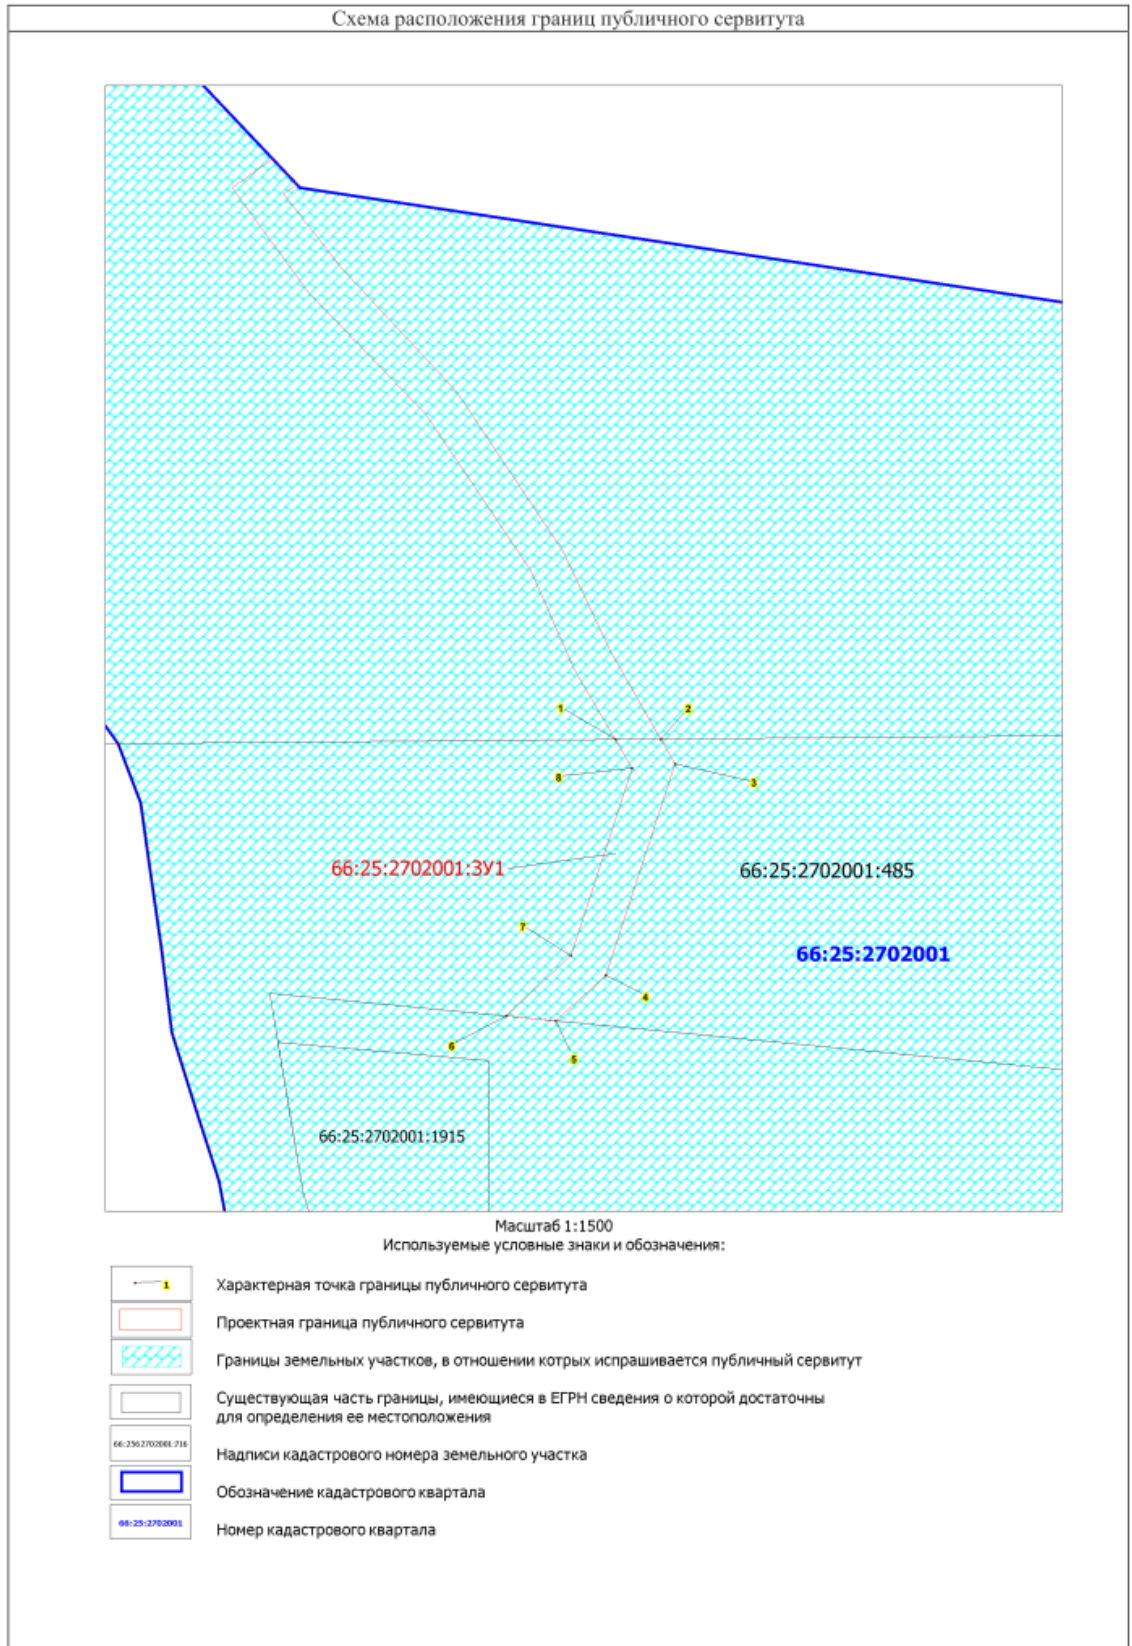 Схема расположения границ публичного сервитута
1
2
8
3
66:25:2702001:ЗУ1
66:25:2702001:485
7
66:25:2702001
4
6
5
66:25:2702001:1915
Масштаб 1:1500
Используемые условные знаки и обозначения:
1
Характерная точка границы публичного сервитута
Проектная граница публичного сервитута
Границы земельных участков, в отношении котрых испрашивается публичный сервитут
Существующая часть границы, имеющиеся в ЕГРН сведения о которой достаточны
для определения ее местоположения
Надписи кадастрового номера земельного участка
Обозначение кадастрового квартала
66:25:2702001
Номер кадастрового квартала